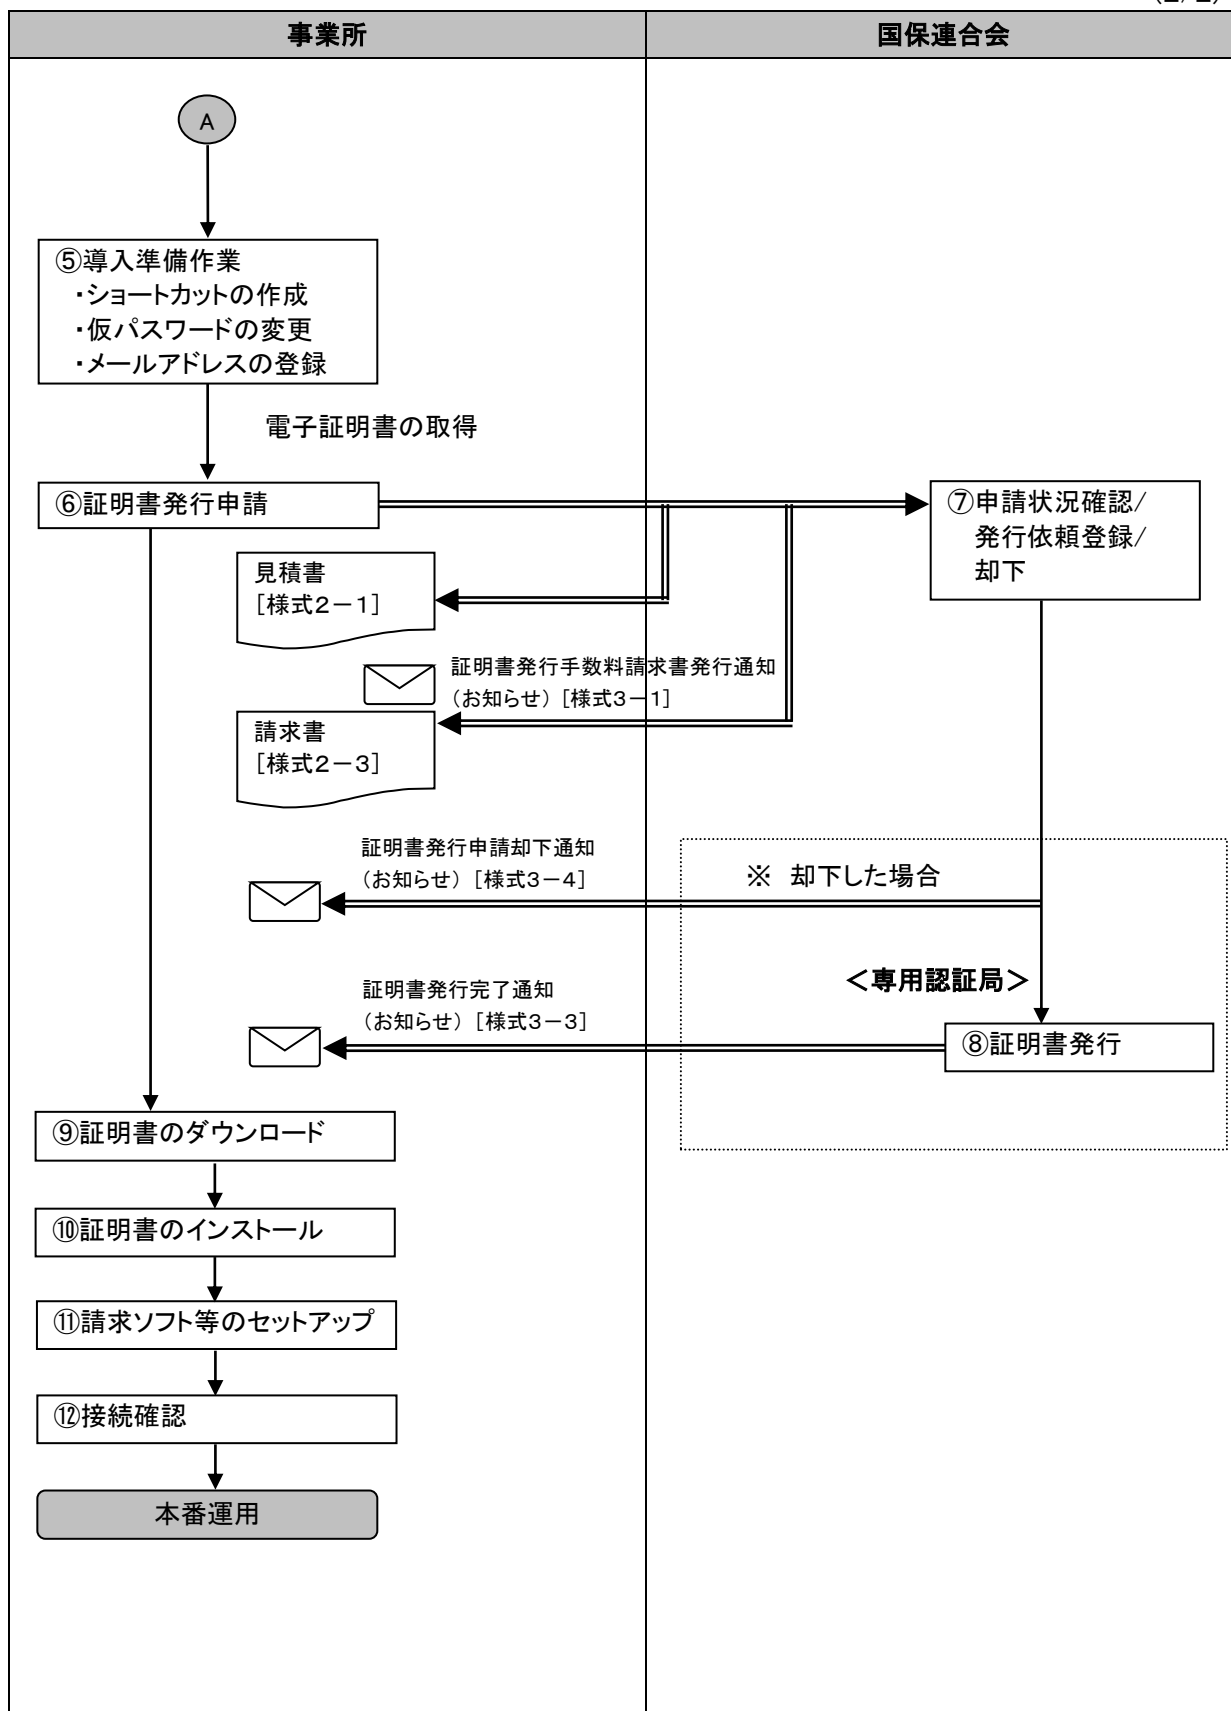 事業所
国保連合会
A
⑤導入準備作業
・ショートカットの作成
・仮パスワードの変更
・メールアドレスの登録
電子証明書の取得
⑥証明書発行申請
⑦申請状況確認/
発行依頼登録/
却下
見積書
[様式2－1]
証明書発行手数料請求書発行通知
(お知らせ) [様式3－1]
請求書
[様式2－3]
証明書発行申請却下通知
(お知らせ) [様式3－4]
※ 却下した場合
＜専用認証局＞
証明書発行完了通知
(お知らせ) [様式3－3]
⑧証明書発行
⑨証明書のダウンロード
⑩証明書のインストール
⑪請求ソフト等のセットアップ
⑫接続確認
本番運用